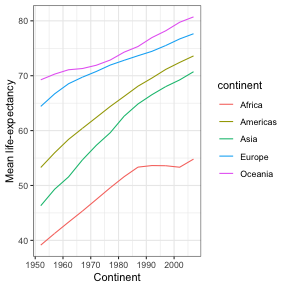 80
70
60
50
40
Mean life-expectancy
1950 1960 1970 1980 1990 2000
Continent
continent
Africa
Americas
Asia
Europe
Oceania